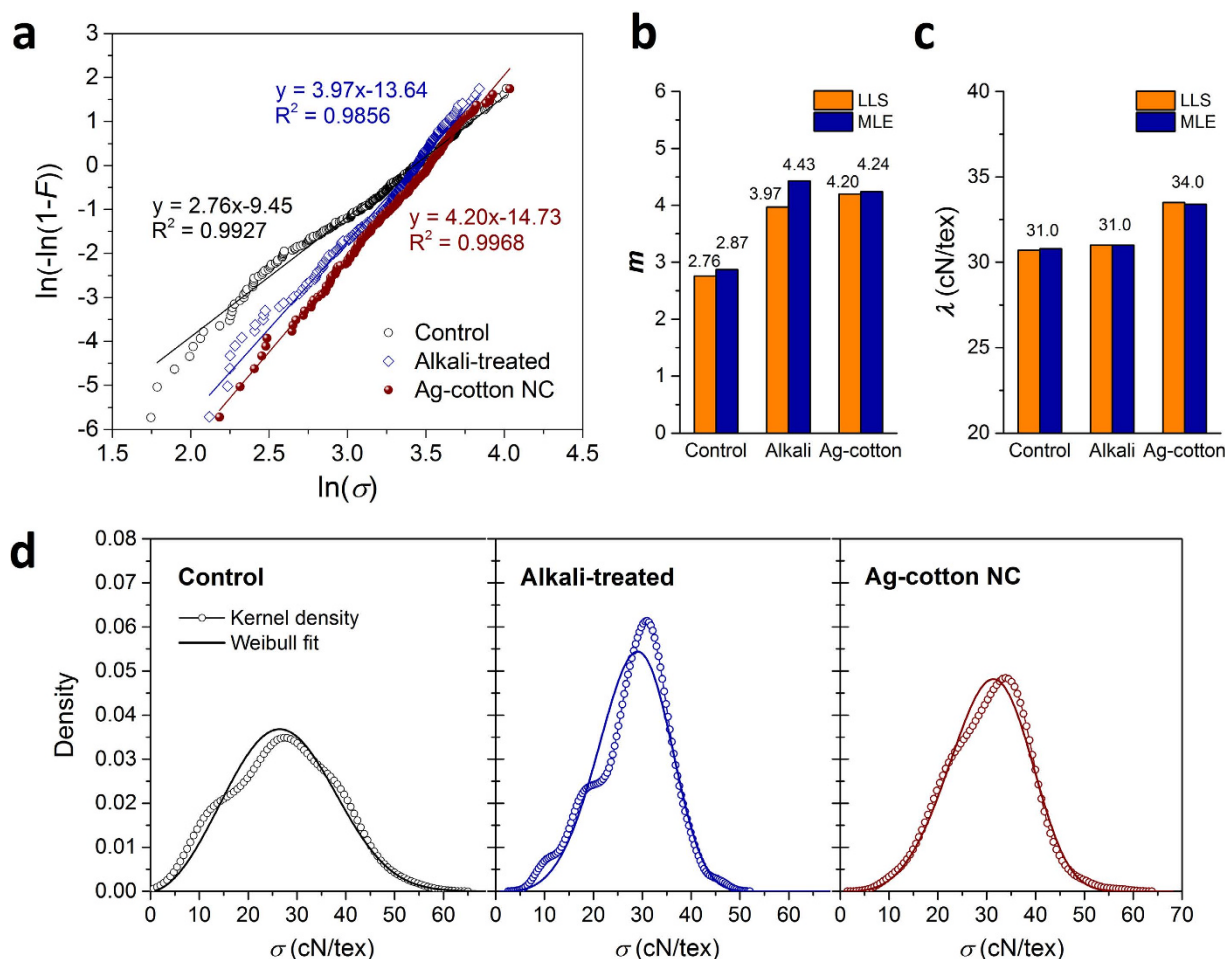 a
ln(-ln(1-F))
2
1
0
-1
-2
-3
-4
-5
-6
y = 3.97x-13.64
R² = 0.9856
y = 2.76x-9.45
R² = 0.9927
y = 4.20x-14.73
R² = 0.9968
Control
Alkali-treated
Ag-cotton NC
1.5 2.0 2.5 3.0 3.5 4.0 4.5
ln(σ)
b
m
6
5
4
3
2
1
0
LLS
MLE
2.76
2.87
3.97
4.43
4.20
4.24
Control Alkali Ag-cotton
c
λ (cN/tex)
40
35
30
25
20
LLS
MLE
31.0
31.0
34.0
Control Alkali Ag-cotton
d
Density
0.08
0.07
0.06
0.05
0.04
0.03
0.02
0.01
0.00
Control
Kernel density
Weibull fit
0 10 20 30 40 50 60
σ (cN/tex)
Alkali-treated
0 10 20 30 40 50 60
σ (cN/tex)
Ag-cotton NC
0 10 20 30 40 50 60 70
σ (cN/tex)